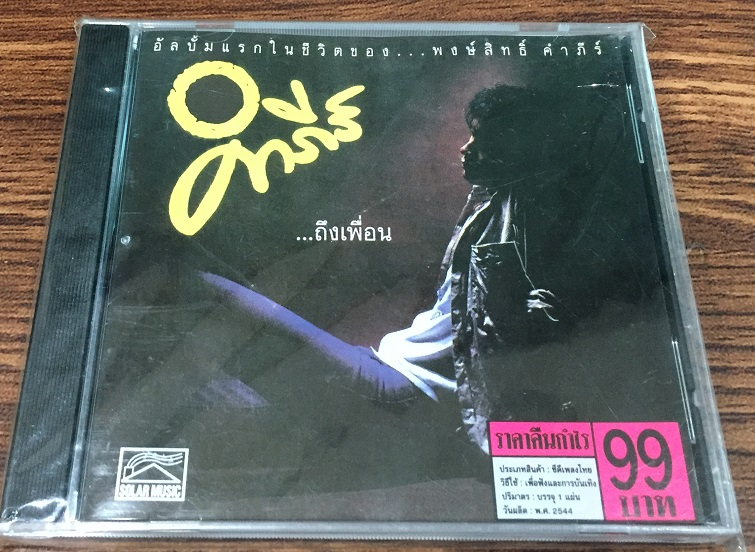 อัลบั้มแรกในชีวิตของ...พงษ์สิทธิ์ คำภีร์...
คำภีร์
...ถึงเพื่อน
SOLAR MUSIC
ราคาคืนกำไร
99
บาท
ประเภทสินค้า : ซีดีเพลงไทย
วิธีใช้ : เพื่อฟังและการบันเทิง
ปริมาตร : บรรจุ 1 แผ่น
วันผลิต : พ.ศ. 2544